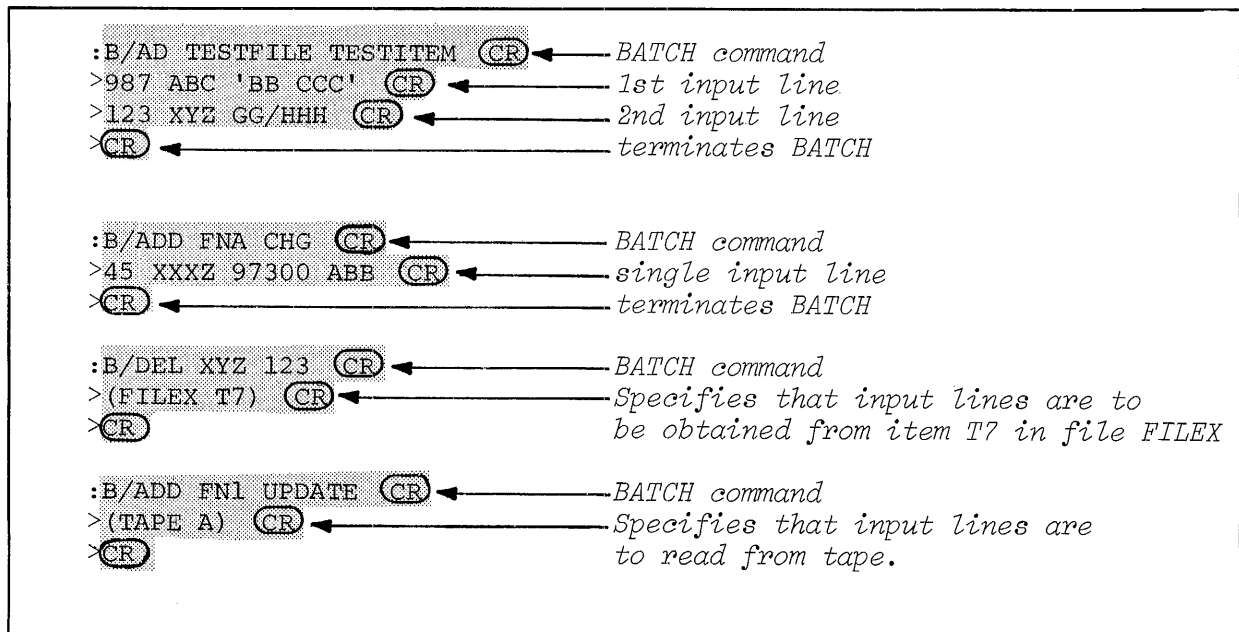 :B/AD TESTFILE TESTITEM CR BATCH command
>987 ABC 'BB CCC' CR 1st input line
>123 XYZ GG/HHH CR 2nd input line
>CR terminates BATCH
:B/ADD FNA CHG CR BATCH command
>45 XXXZ 97300 ABB CR single input line
>CR terminates BATCH
:B/DEL XYZ 123 CR BATCH command
>(FILEX T7) CR Specifies that input lines are to
>CR be obtained from item T7 in file FILEX
:B/ADD FN1 UPDATE CR BATCH command
>(TAPE A) CR Specifies that input lines are
>CR to read from tape.